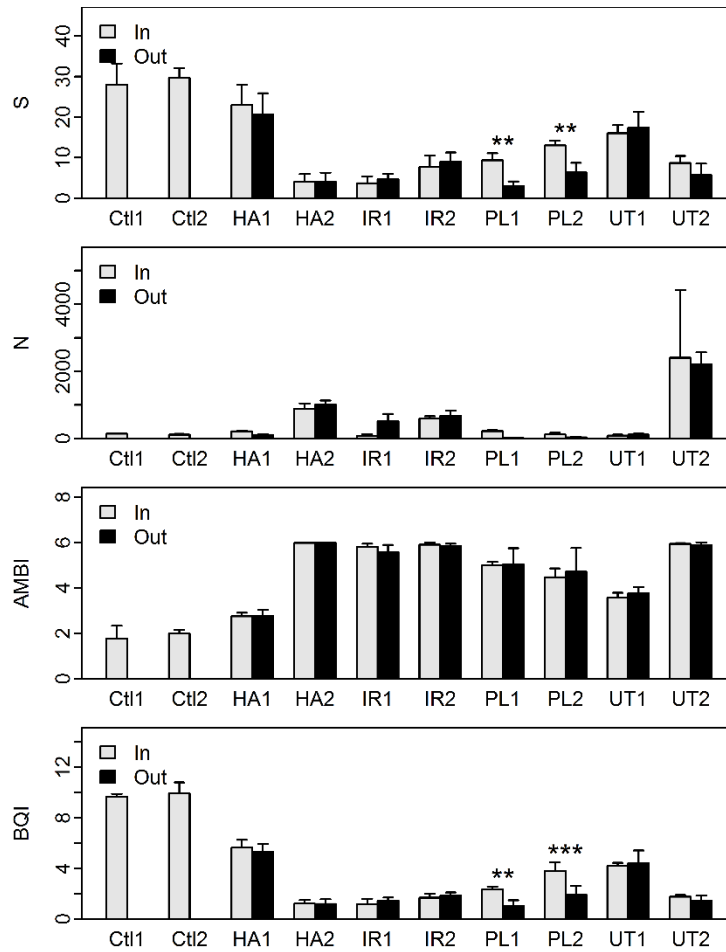 S
40
30
20
10
0
In
Out
** **
Ctl1 Ctl2 HA1 HA2 IR1 IR2 PL1 PL2 UT1 UT2
N
4000
2000
0
In
Out
Ctl1 Ctl2 HA1 HA2 IR1 IR2 PL1 PL2 UT1 UT2
AMBI
8
6
4
2
0
In
Out
Ctl1 Ctl2 HA1 HA2 IR1 IR2 PL1 PL2 UT1 UT2
BQI
12
8
4
0
In
Out
** ***
Ctl1 Ctl2 HA1 HA2 IR1 IR2 PL1 PL2 UT1 UT2